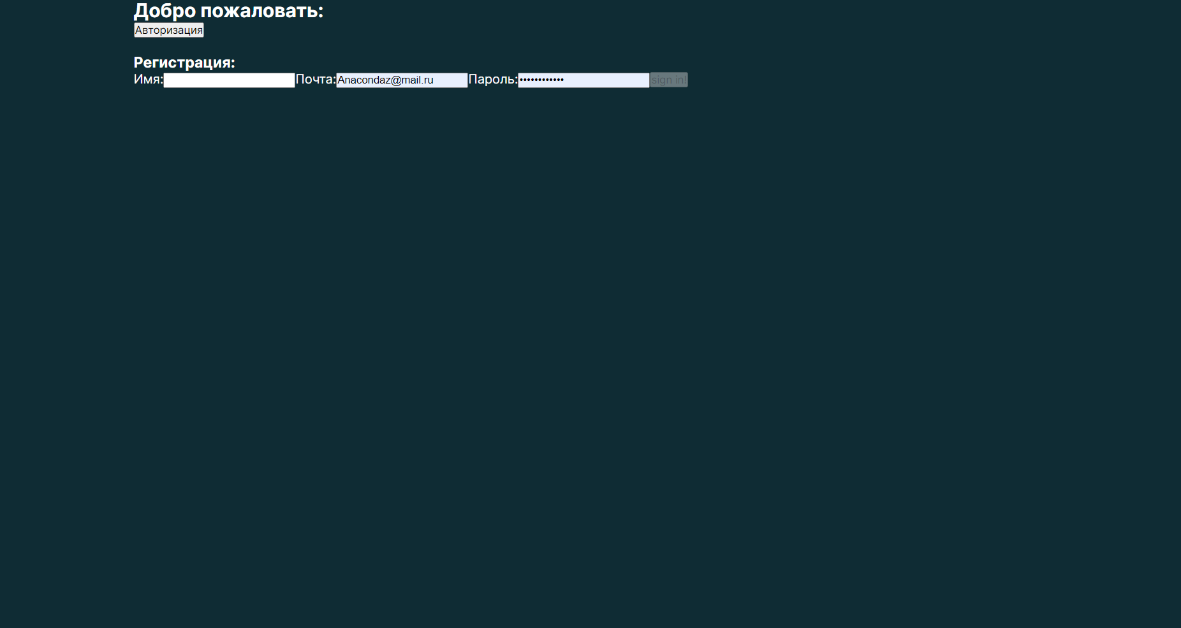 Добро пожаловать:
Авторизация
Регистрация:
Имя: Почта: Anacondaz@mail.ru Пароль: •••••••••••• sign in!